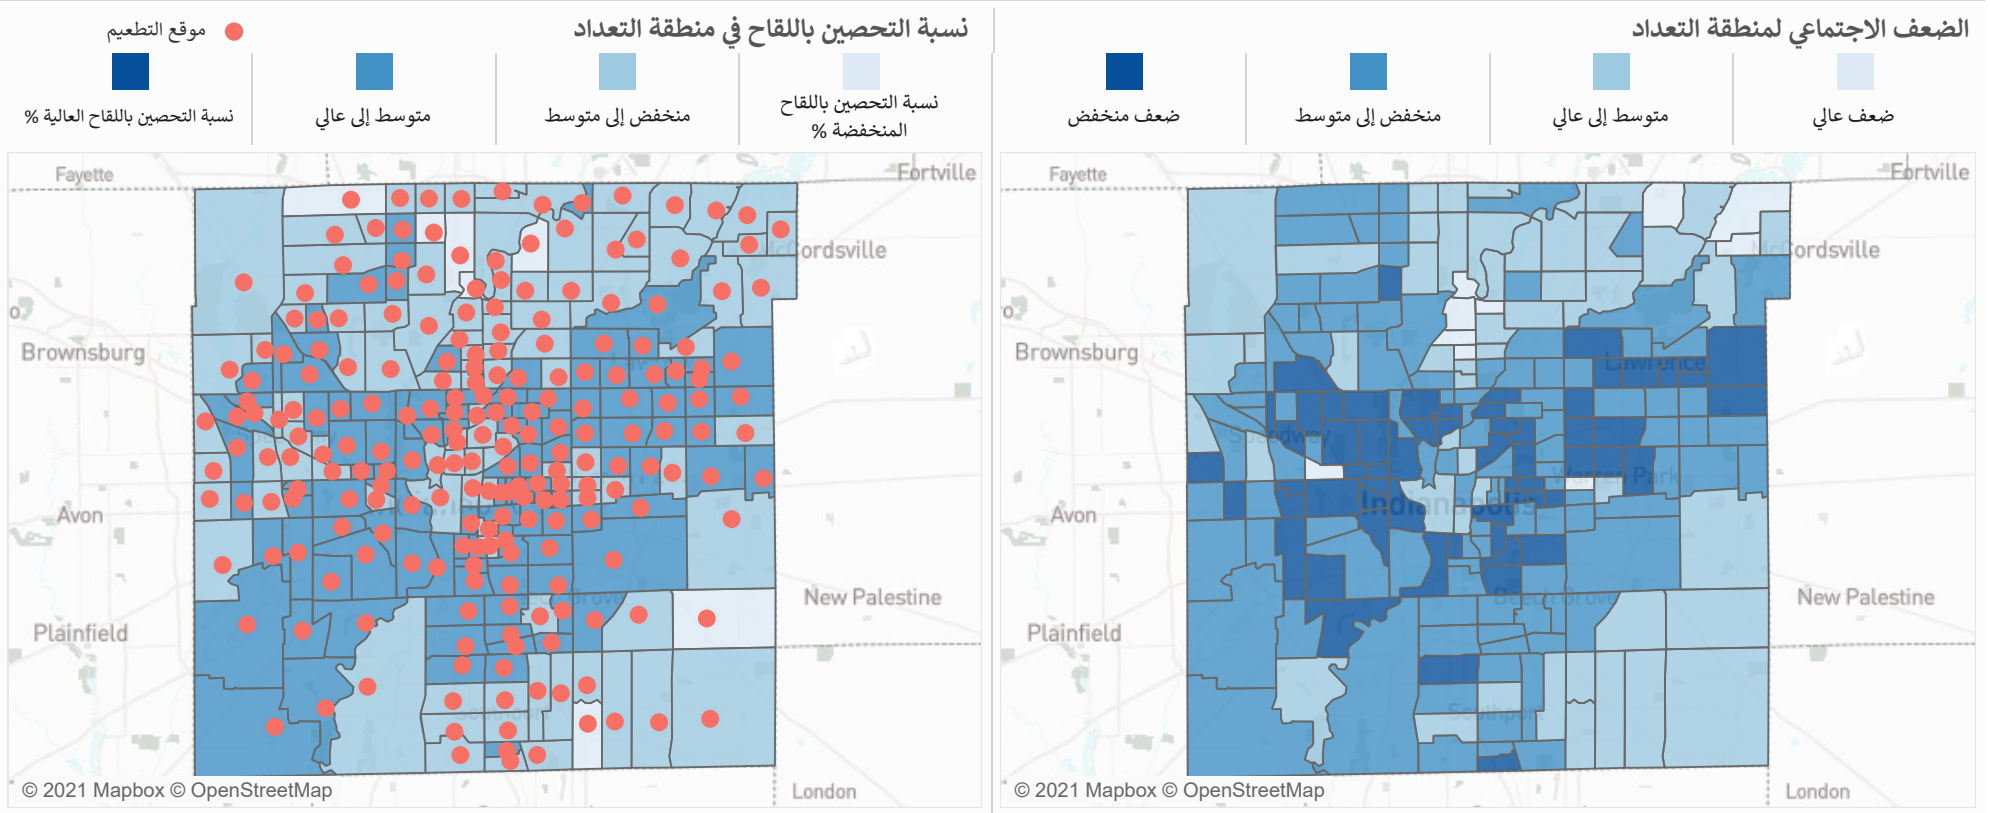 الضعف الاجتماعي لمنطقة التعداد
ضعف عالي
متوسط إلى عالي
منخفض إلى متوسط
ضعف منخفض
Fayette
Fortville
McCordsville
Brownsburg
Lawrence
Speedway
Warren Park
Indianapolis
Avon
Beech Grove
New Palestine
Plainfield
Southport
London
© 2021 Mapbox © OpenStreetMap
نسبة التحصين باللقاح في منطقة التعداد
موقع التطعيم
نسبة التحصين باللقاح
المنخفضة %
منخفض إلى متوسط
متوسط إلى عالي
نسبة التحصين باللقاح العالية %
Fayette
Fortville
McCordsville
Brownsburg
Avon
New Palestine
Plainfield
Southport
London
© 2021 Mapbox © OpenStreetMap